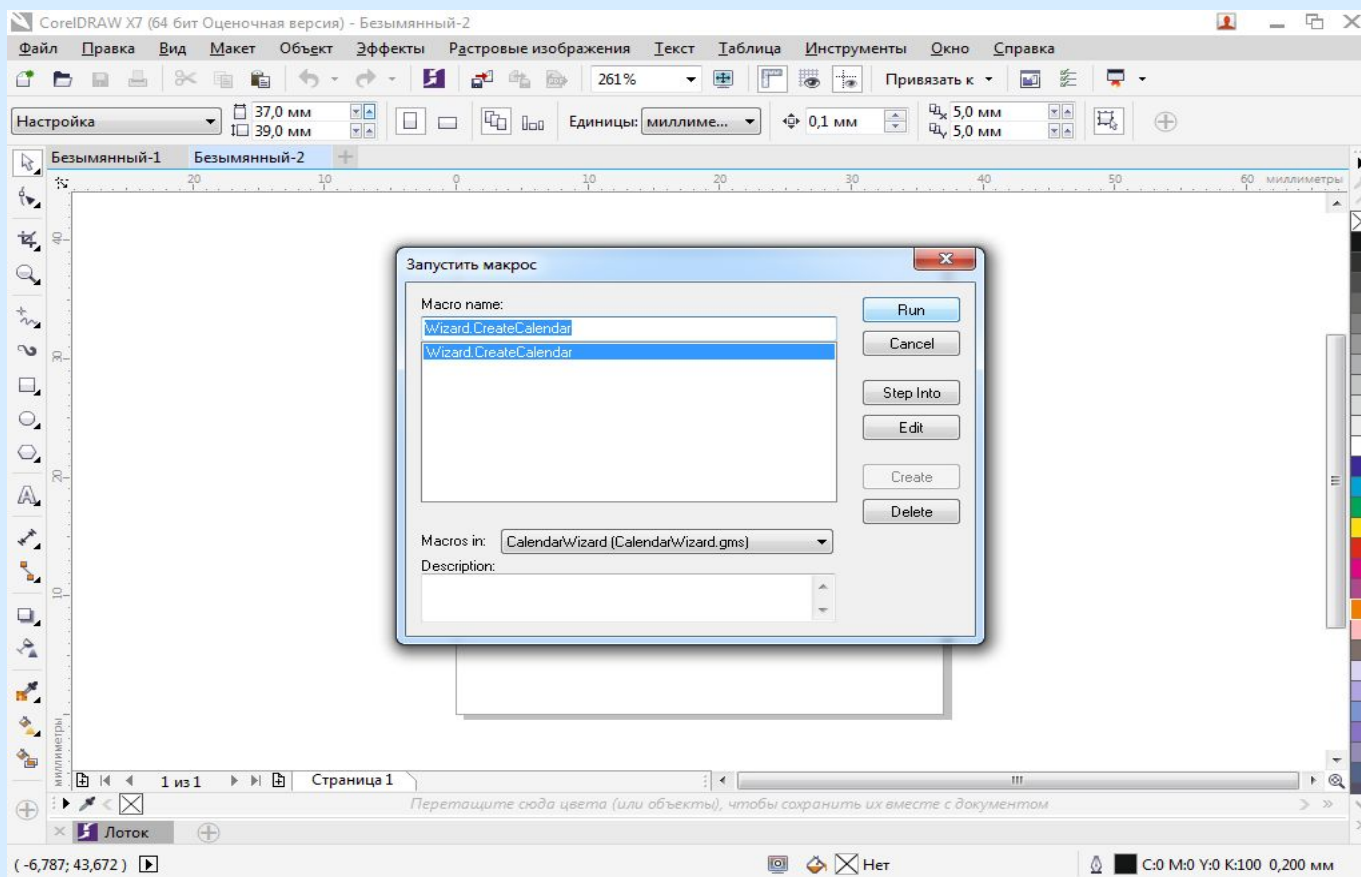 CorelDRAW X7 (64 бит Оценочная версия) - Безымянный-2
Файл Правка Вид Макет Объект Эффекты Растровые изображения Текст Таблица Инструменты Окно Справка
261% Привязать к
Настройка 37,0 мм 39,0 мм Единицы: миллиме... 0,1 мм 5,0 мм 5,0 мм
Безымянный-1 Безымянный-2
20 10 0 10 20 30 40 50 60 миллиметры
40
30
20
10
миллиметры
Запустить макрос
Macro name:
Wizard.CreateCalendar
Wizard.CreateCalendar
Run
Cancel
Step Into
Edit
Create
Delete
Macros in: CalendarWizard (CalendarWizard.gms)
Description:
1 из 1 Страница 1
Перетащите сюда цвета (или объекты), чтобы сохранить их вместе с документом
Лоток
( -6,787; 43,672 ) Нет C:0 M:0 Y:0 K:100 0,200 мм